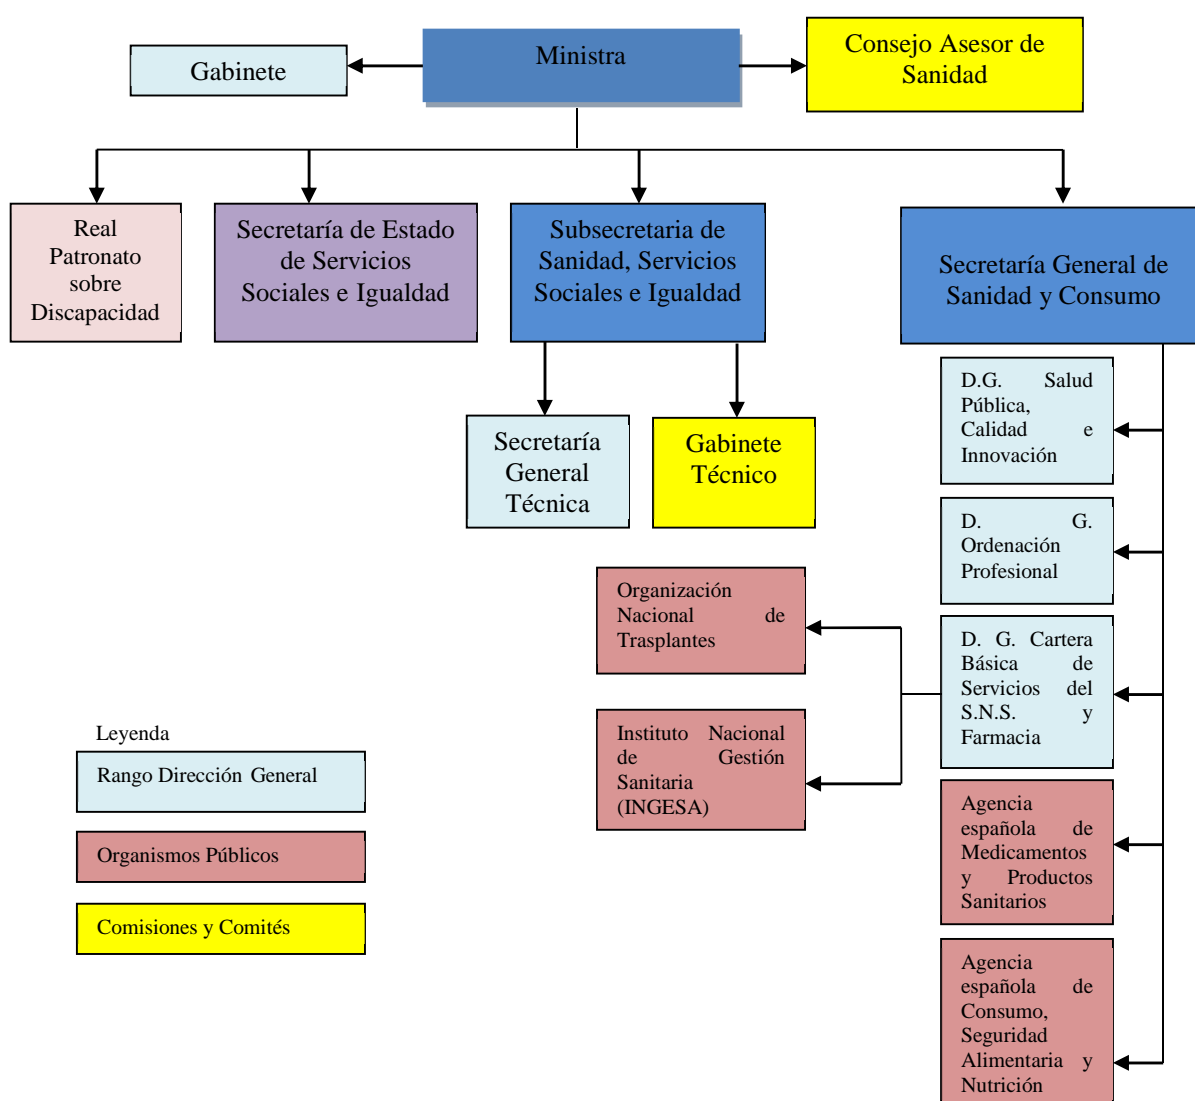 Gabinete
Ministra
Consejo Asesor de
Sanidad
Real
Patronato
sobre
Discapacidad
Secretaría de Estado
de Servicios
Sociales e Igualdad
Subsecretaria de
Sanidad, Servicios
Sociales e Igualdad
Secretaría General de
Sanidad y Consumo
Secretaría
General
Técnica
Gabinete
Técnico
D.G. Salud
Pública,
Calidad e
Innovación
D. G.
Ordenación
Profesional
D. G. Cartera
Básica de
Servicios del
S.N.S. y
Farmacia
Organización
Nacional de
Trasplantes
Instituto Nacional
de Gestión
Sanitaria
(INGESA)
Agencia
española de
Medicamentos
y Productos
Sanitarios
Agencia
española de
Consumo,
Seguridad
Alimentaria y
Nutrición
Leyenda
Rango Dirección General
Organismos Públicos
Comisiones y Comités